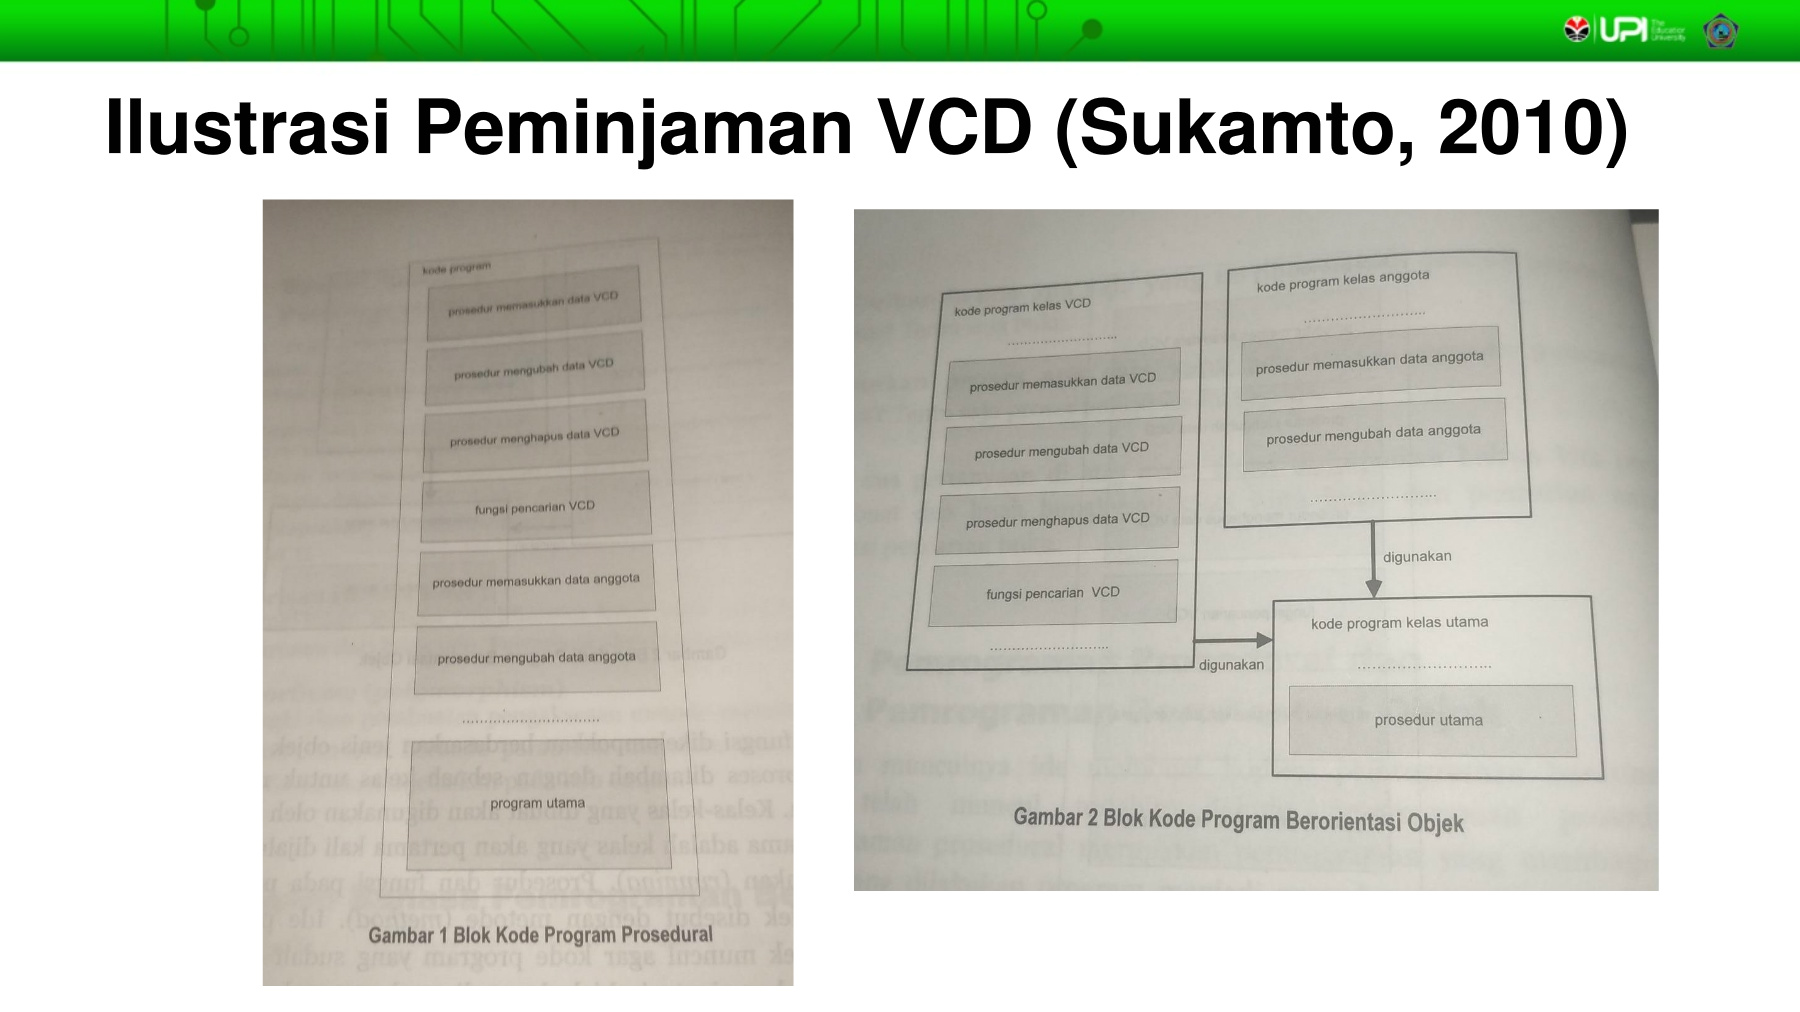 UPI
The
Education
University
Ilustrasi Peminjaman VCD (Sukamto, 2010)
kode program
prosedur memasukkan data VCD
prosedur mengubah data VCD
prosedur menghapus data VCD
fungsi pencarian VCD
prosedur memasukkan data anggota
prosedur mengubah data anggota
................................
program utama
Gambar 1 Blok Kode Program Prosedural
kode program kelas VCD
..........................
prosedur memasukkan data VCD
prosedur mengubah data VCD
prosedur menghapus data VCD
fungsi pencarian VCD
............................
digunakan
kode program kelas anggota
............................
prosedur memasukkan data anggota
prosedur mengubah data anggota
............................
digunakan
kode program kelas utama
..............................
prosedur utama
Gambar 2 Blok Kode Program Berorientasi Objek